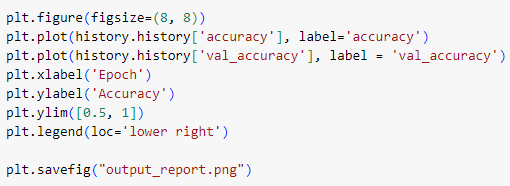 plt.figure(figsize=(8, 8))
plt.plot(history.history['accuracy'], label='accuracy')
plt.plot(history.history['val_accuracy'], label = 'val_accuracy')
plt.xlabel('Epoch')
plt.ylabel('Accuracy')
plt.ylim([0.5, 1])
plt.legend(loc='lower right')

plt.savefig("output_report.png")